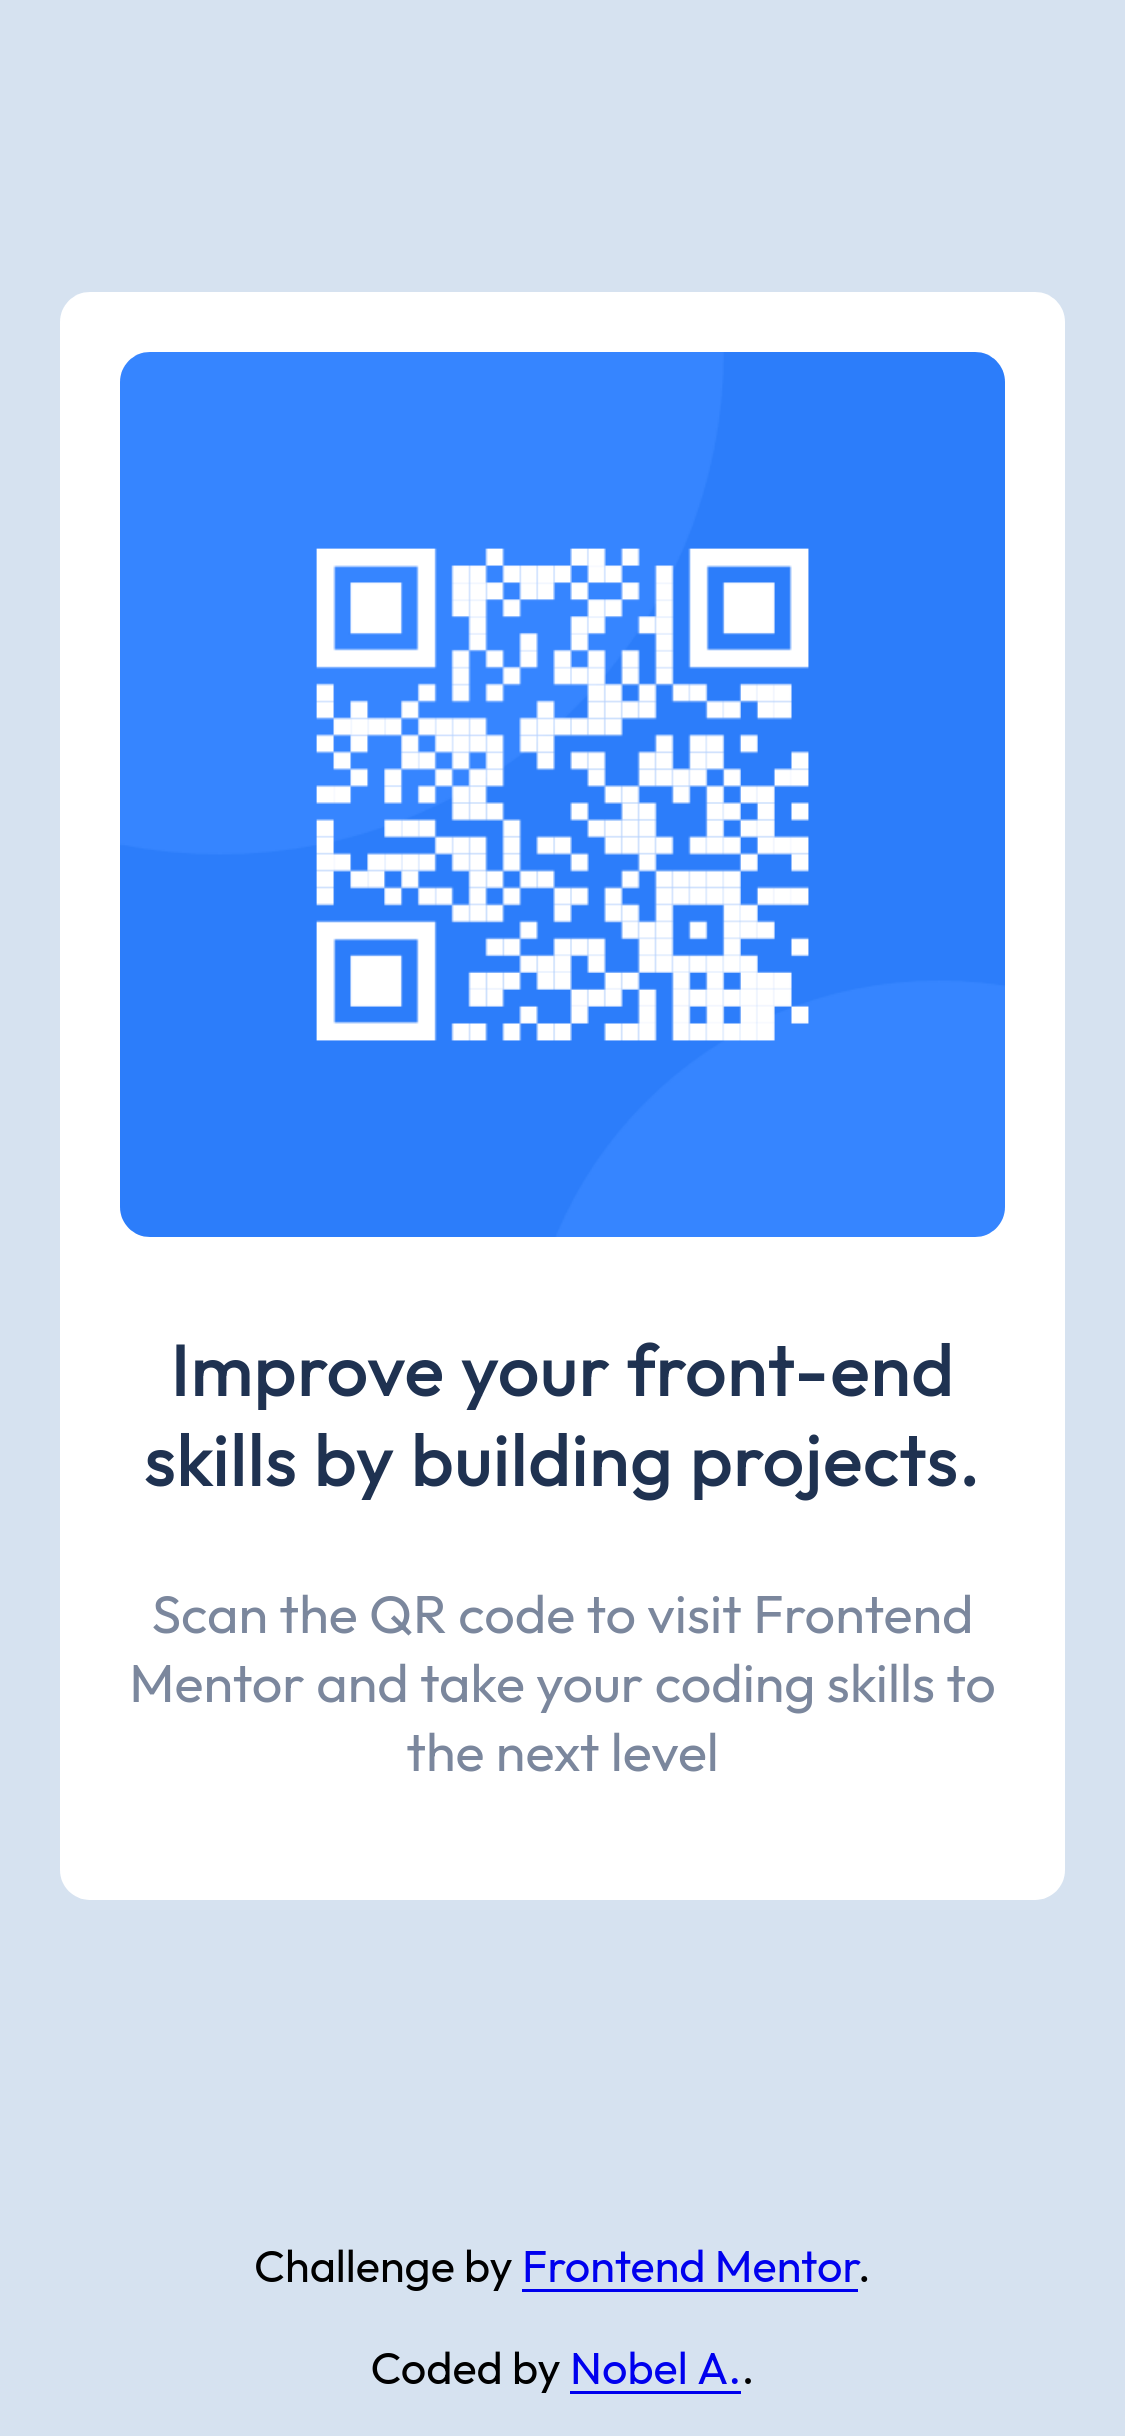 Improve your front-end
skills by building projects.
Scan the QR code to visit Frontend
Mentor and take your coding skills to
the next level
Challenge by Frontend Mentor.
Coded by Nobel A..